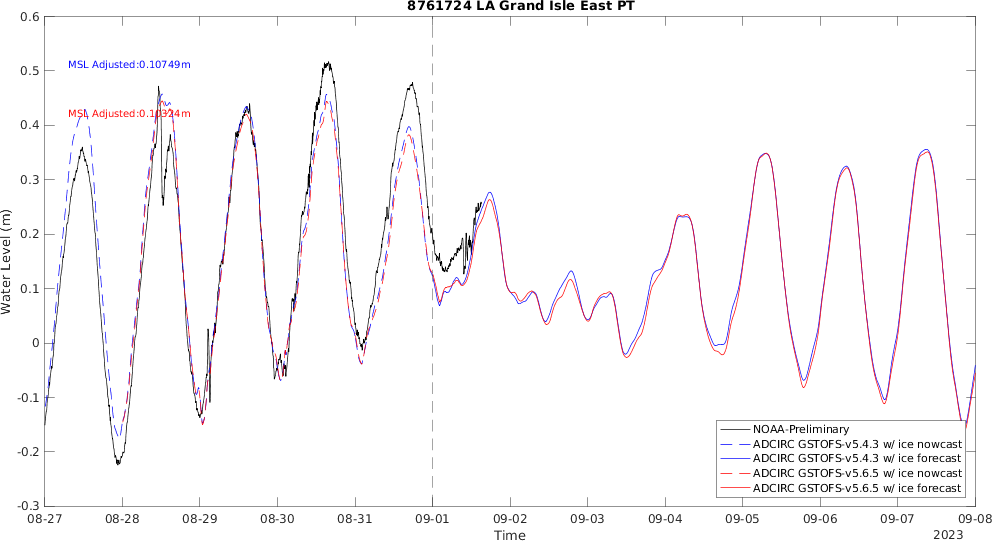 8761724 LA Grand Isle East PT
Water Level (m)
0.6
0.5
0.4
0.3
0.2
0.1
0
-0.1
-0.2
-0.3
MSL Adjusted:0.10749m
MSL Adjusted:0.10324m
NOAA-Preliminary
ADCIRC GSTOFS-v5.4.3 w/ ice nowcast
ADCIRC GSTOFS-v5.4.3 w/ ice forecast
ADCIRC GSTOFS-v5.6.5 w/ ice nowcast
ADCIRC GSTOFS-v5.6.5 w/ ice forecast
08-27 08-28 08-29 08-30 08-31 09-01 09-02 09-03 09-04 09-05 09-06 09-07 09-08
Time
2023